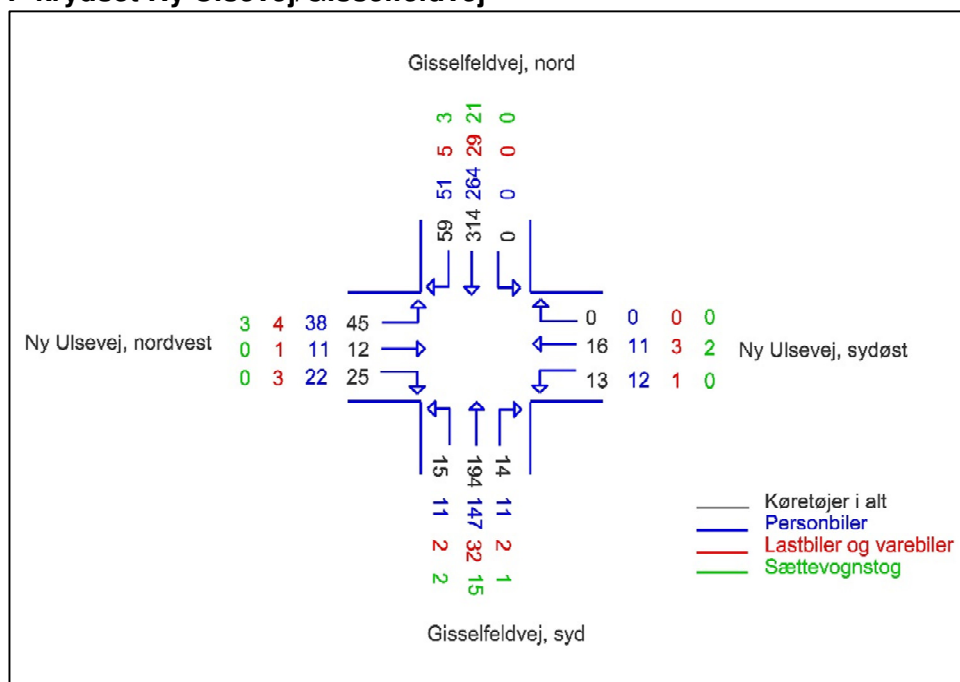 Gisselfeldvej, nord
3 21 0
5 29 0
51 264 0
59 314 0
Ny Ulsevej, nordvest
3 4 38 45
0 1 11 12
0 3 22 25
0 0 0 0
16 11 3 2
13 12 1 0
Ny Ulsevej, sydøst
15 194 14
11 147 11
2 32 2
2 15 1
Gisselfeldvej, syd
Køretøjer i alt
Personbiler
Lastbiler og varebiler
Sættevognstog